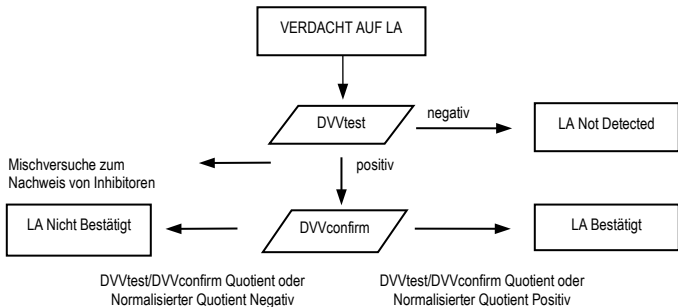 VERDACHT AUF LA
DVVtest
negativ
LA Not Detected
Mischversuche zum
Nachweis von Inhibitoren
positiv
LA Nicht Bestätigt
DVVconfirm
LA Bestätigt
DVVtest/DVVconfirm Quotient oder
Normalisierter Quotient Negativ
DVVtest/DVVconfirm Quotient oder
Normalisierter Quotient Positiv